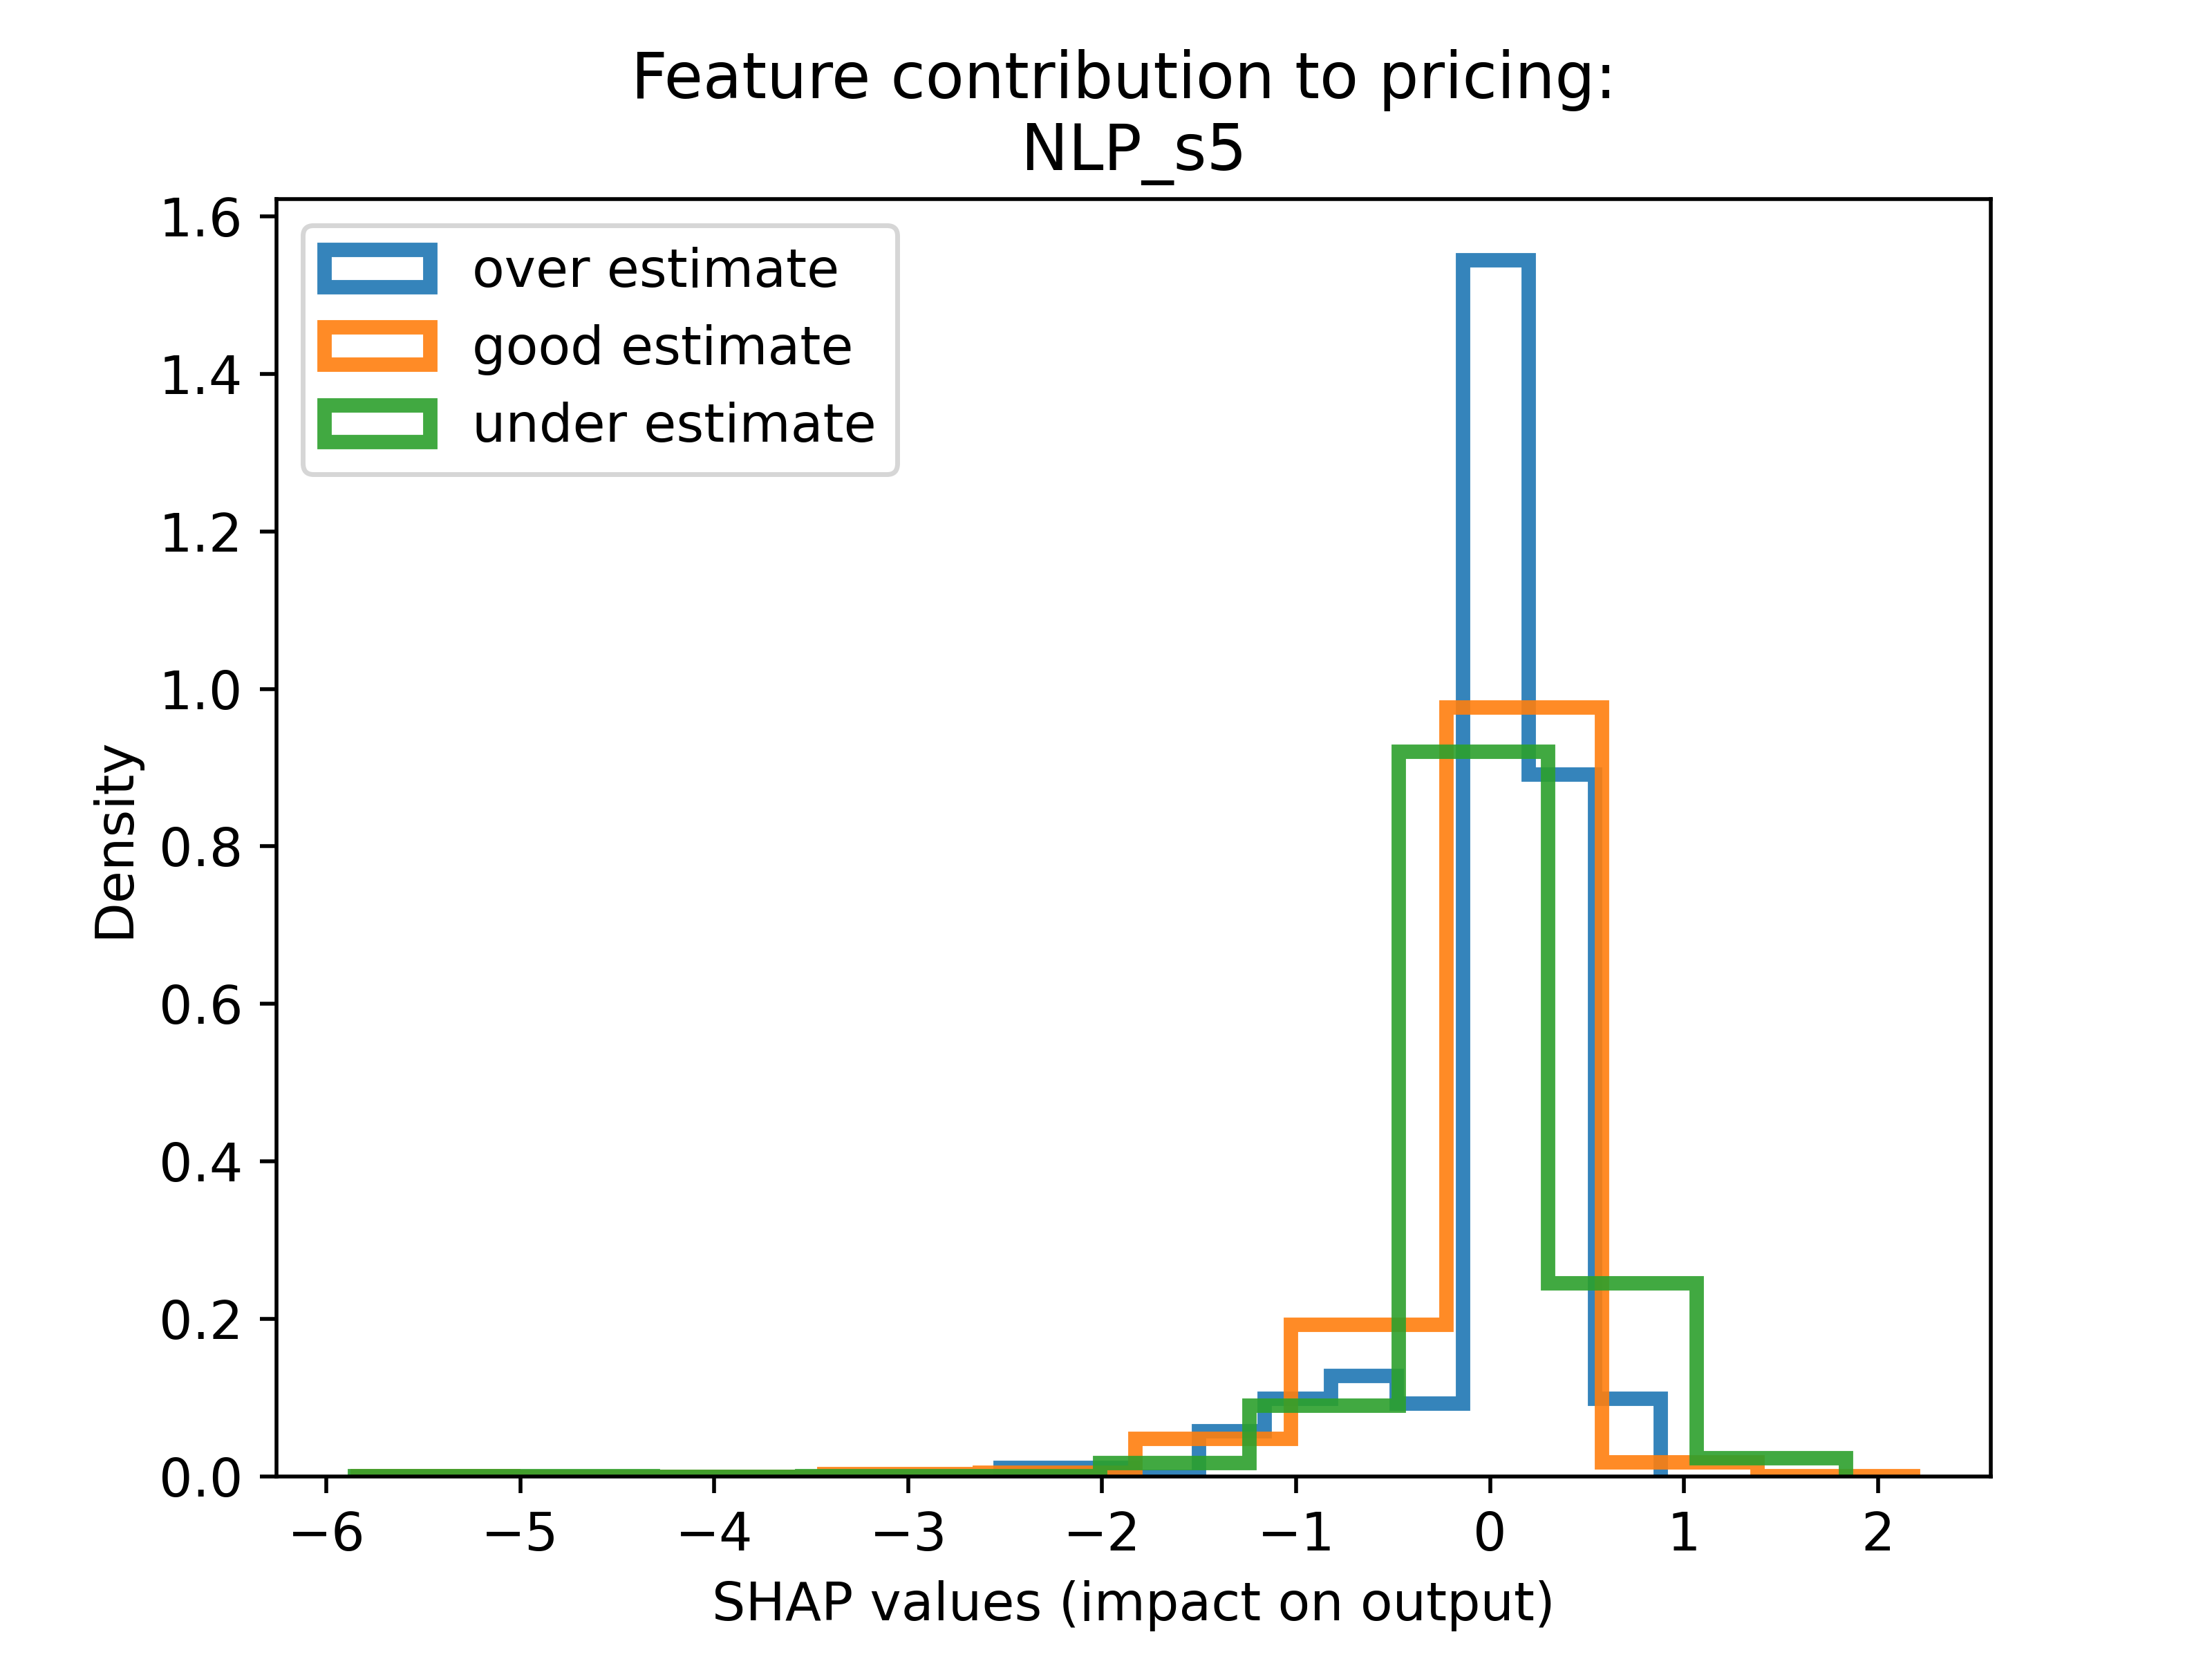 Feature contribution to pricing:
NLP_s5
over estimate
good estimate
under estimate
1.6
1.4
1.2
1.0
0.8
0.6
0.4
0.2
0.0
Density
−6 −5 −4 −3 −2 −1 0 1 2
SHAP values (impact on output)